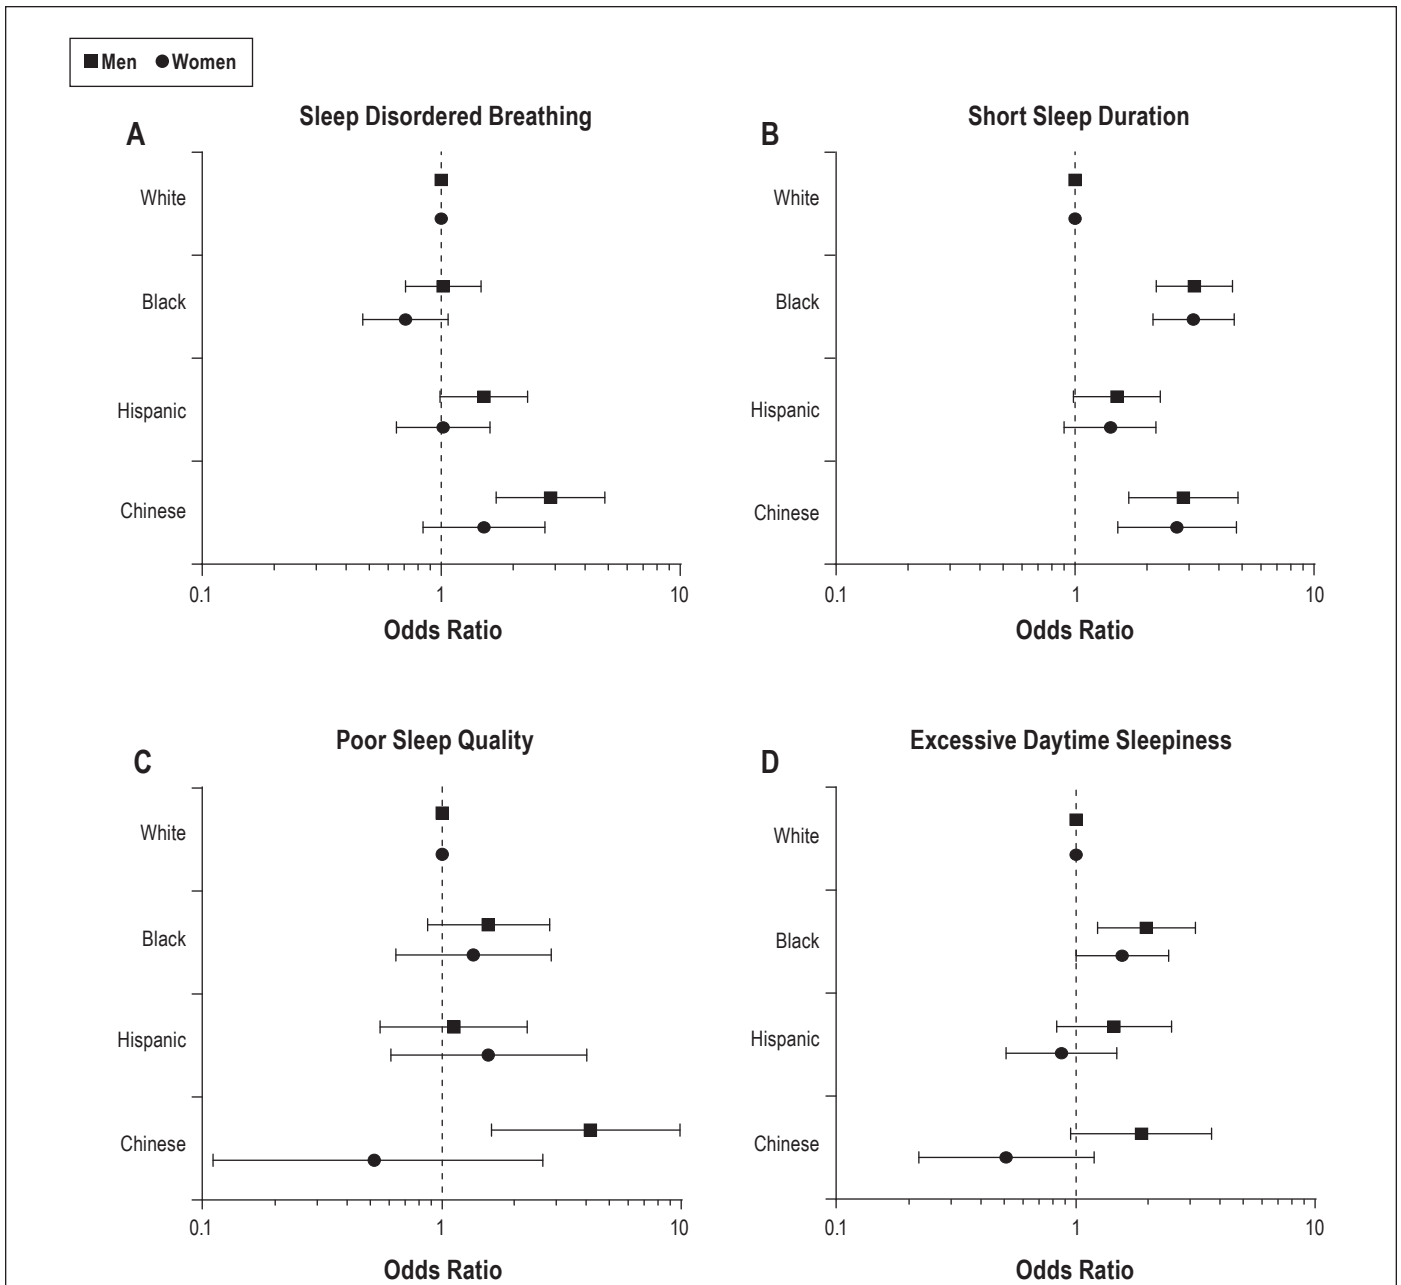 Men Women
A Sleep Disordered Breathing
White
Black
Hispanic
Chinese
0.1 1 10
Odds Ratio
B Short Sleep Duration
White
Black
Hispanic
Chinese
0.1 1 10
Odds Ratio
C Poor Sleep Quality
White
Black
Hispanic
Chinese
0.1 1 10
Odds Ratio
D Excessive Daytime Sleepiness
White
Black
Hispanic
Chinese
0.1 1 10
Odds Ratio